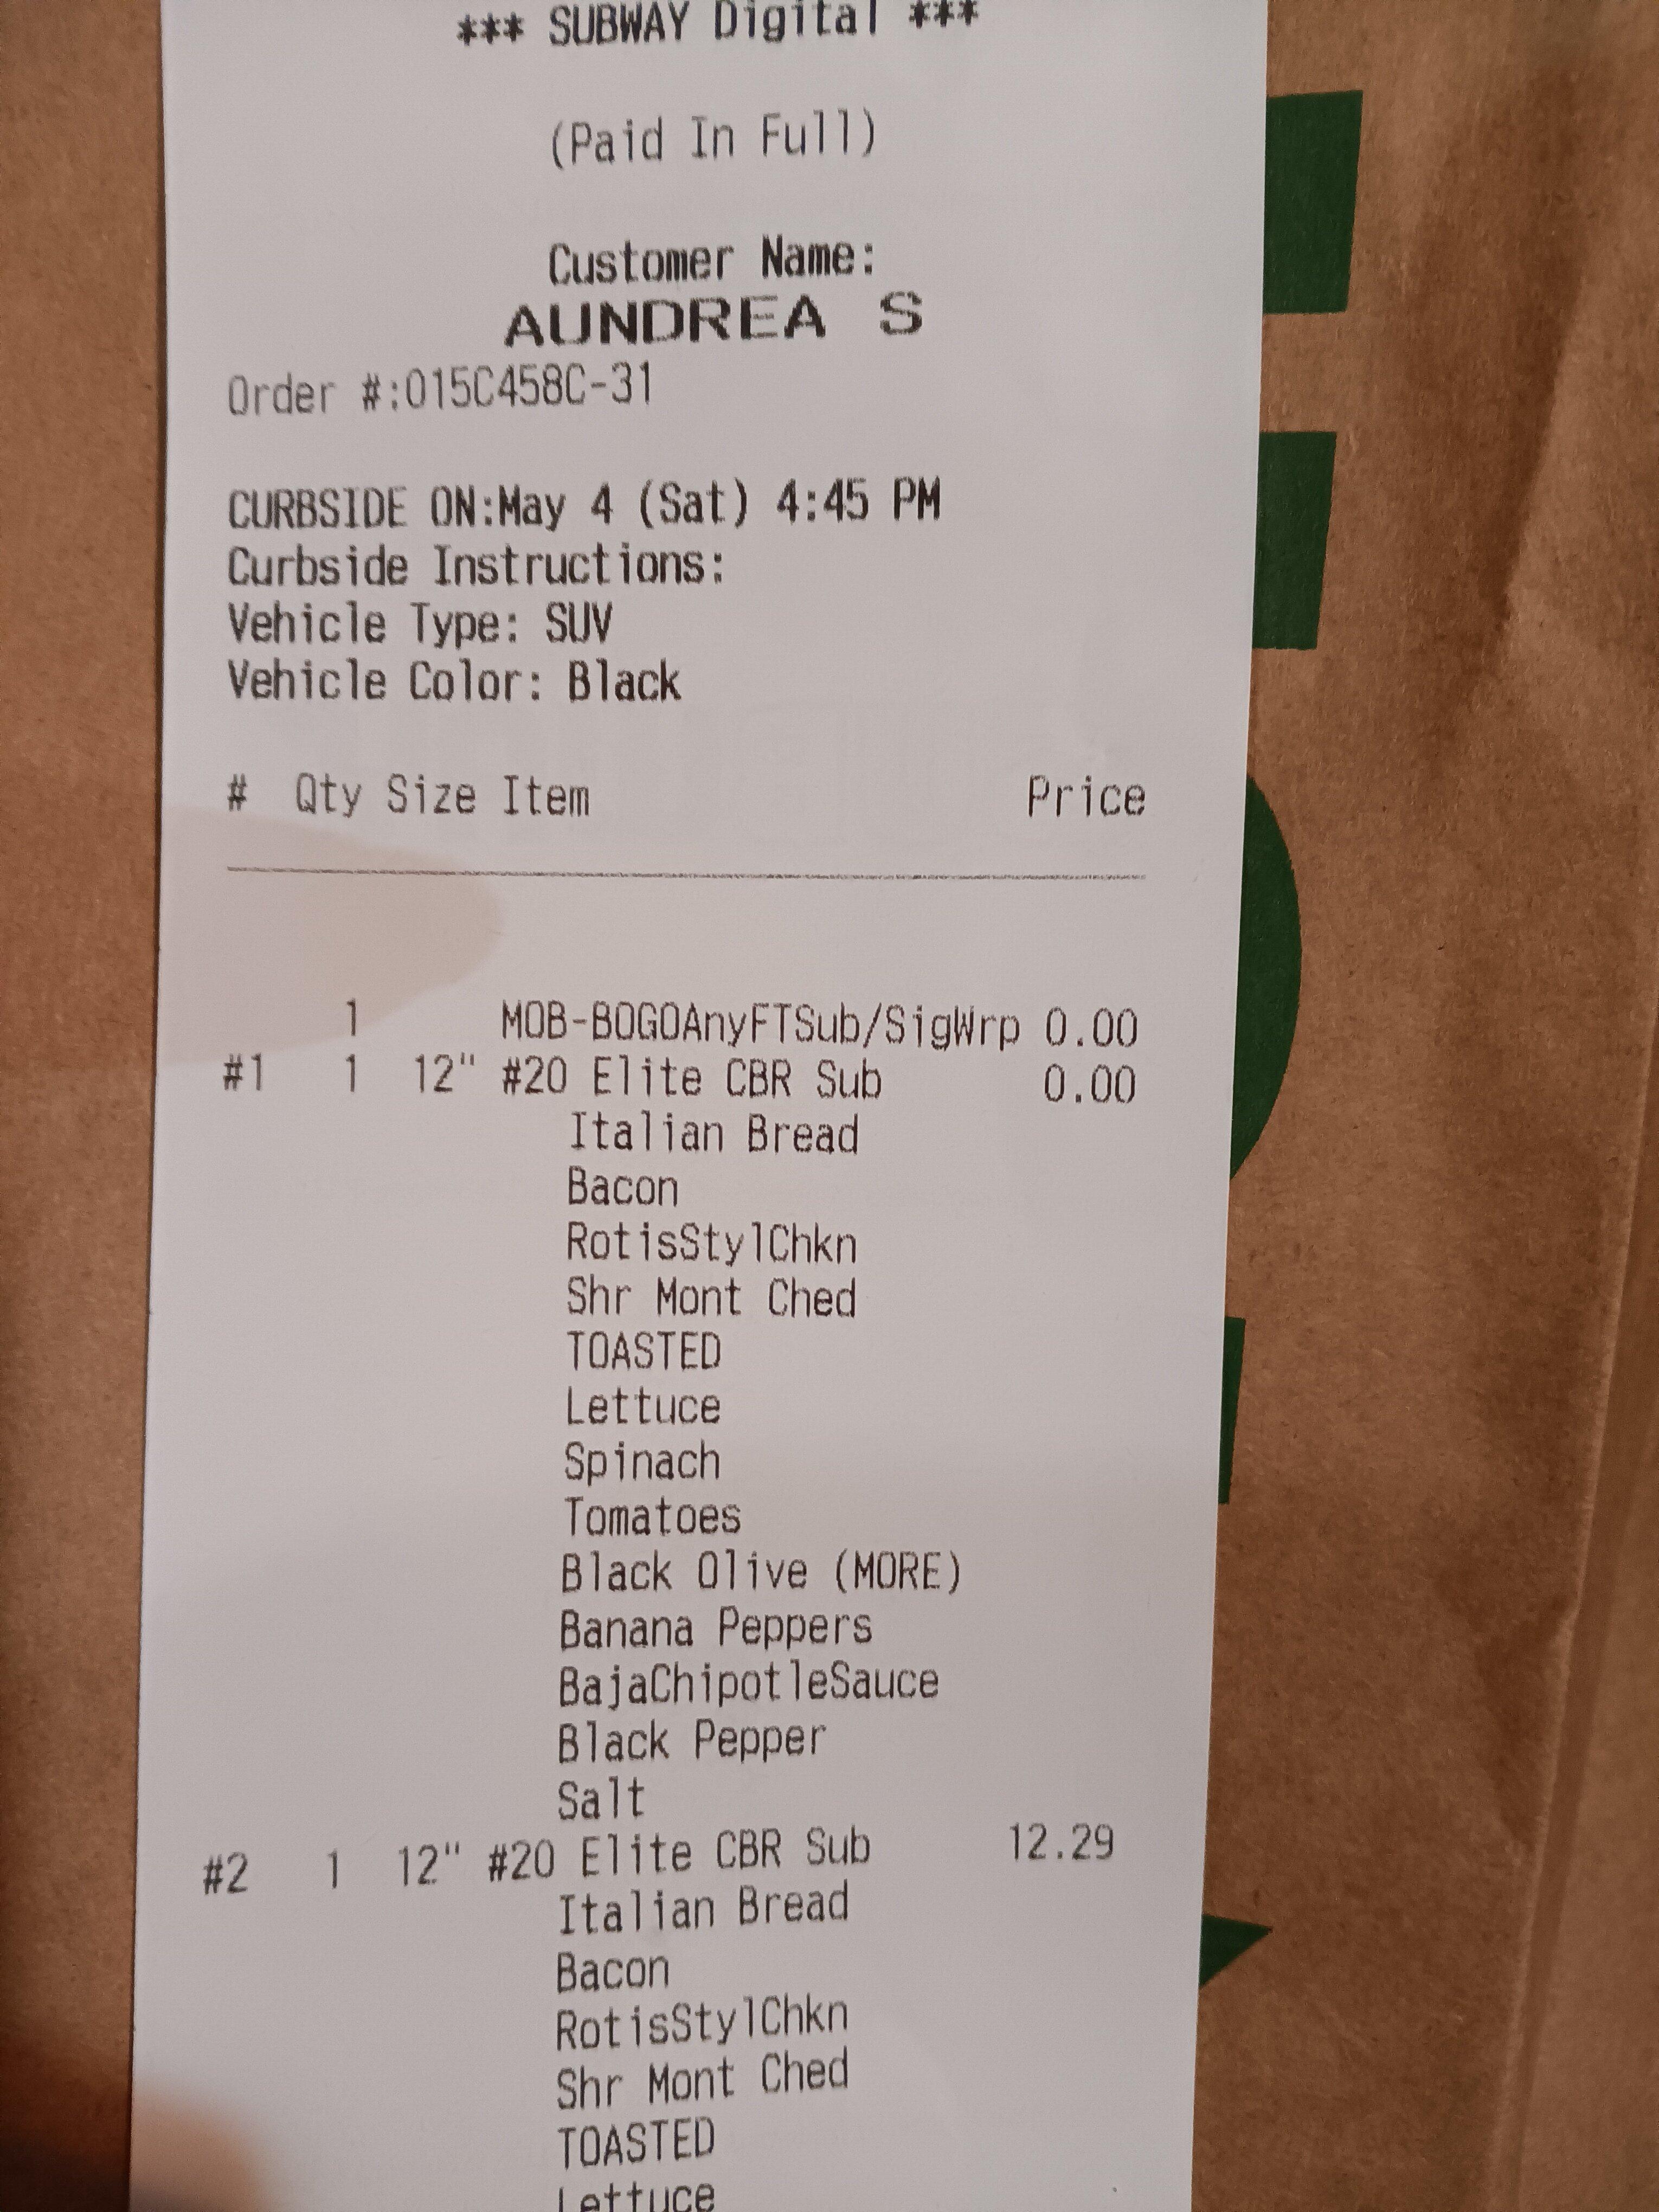 *** SUBWAY Digital ***
(Paid In Full)
Customer Name:
AUNDREA S
Order #:015C458C-31
CURBSIDE ON:May 4 (Sat) 4:45 PM
Curbside Instructions:
Vehicle Type: SUV
Vehicle Color: Black
# Qty Size Item Price
1 MOB-BOGOAnyFTSub/SigWrp 0.00
#1 1 12" #20 Elite CBR Sub 0.00
Italian Bread
Bacon
RotisStylChkn
Shr Mont Ched
TOASTED
Lettuce
Spinach
Tomatoes
Black Olive (MORE)
Banana Peppers
BajaChipotleSauce
Black Pepper
Salt
#2 1 12" #20 Elite CBR Sub 12.29
Italian Bread
Bacon
RotisStylChkn
Shr Mont Ched
TOASTED
Lettuce